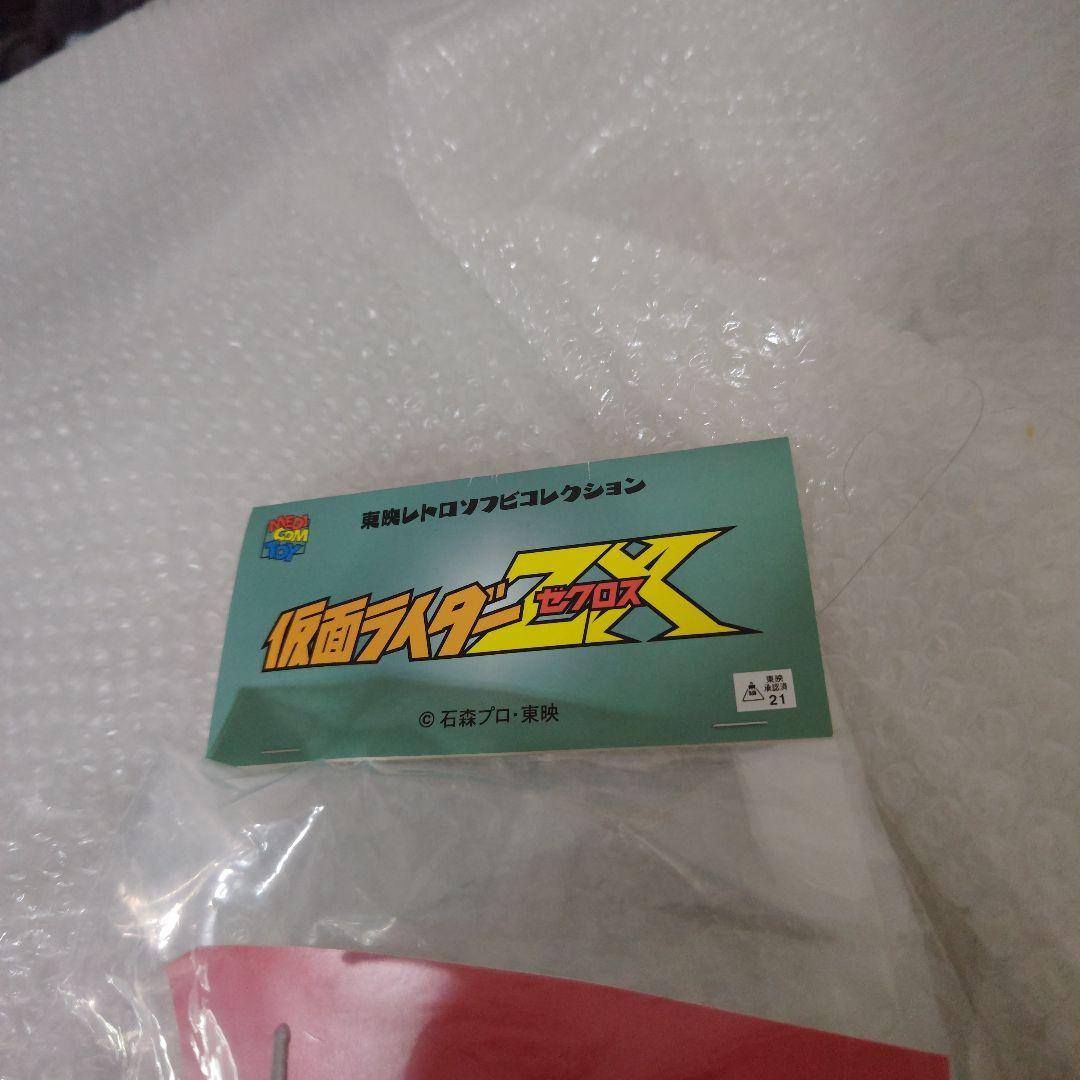 東映レトロソフビコレクション
MEDI
COM
TOY
仮面ライダーZX
ゼクロス
東映
承認済
21
© 石森プロ・東映